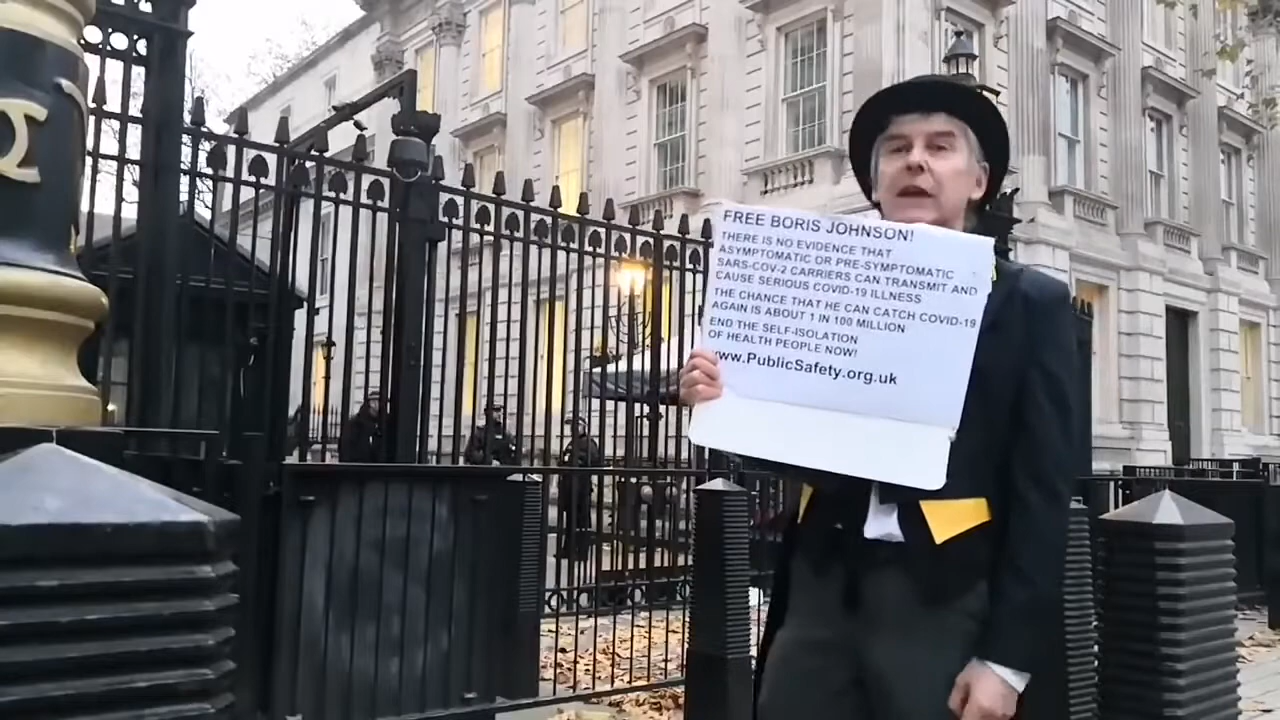 FREE BORIS JOHNSON!
THERE IS NO EVIDENCE THAT
ASYMPTOMATIC OR PRE-SYMPTOMATIC
SARS-COV-2 CARRIERS CAN TRANSMIT AND
CAUSE SERIOUS COVID-19 ILLNESS
THE CHANCE THAT HE CAN CATCH COVID-19
AGAIN IS ABOUT 1 IN 100 MILLION
END THE SELF-ISOLATION
OF HEALTH PEOPLE NOW!
www.PublicSafety.org.uk